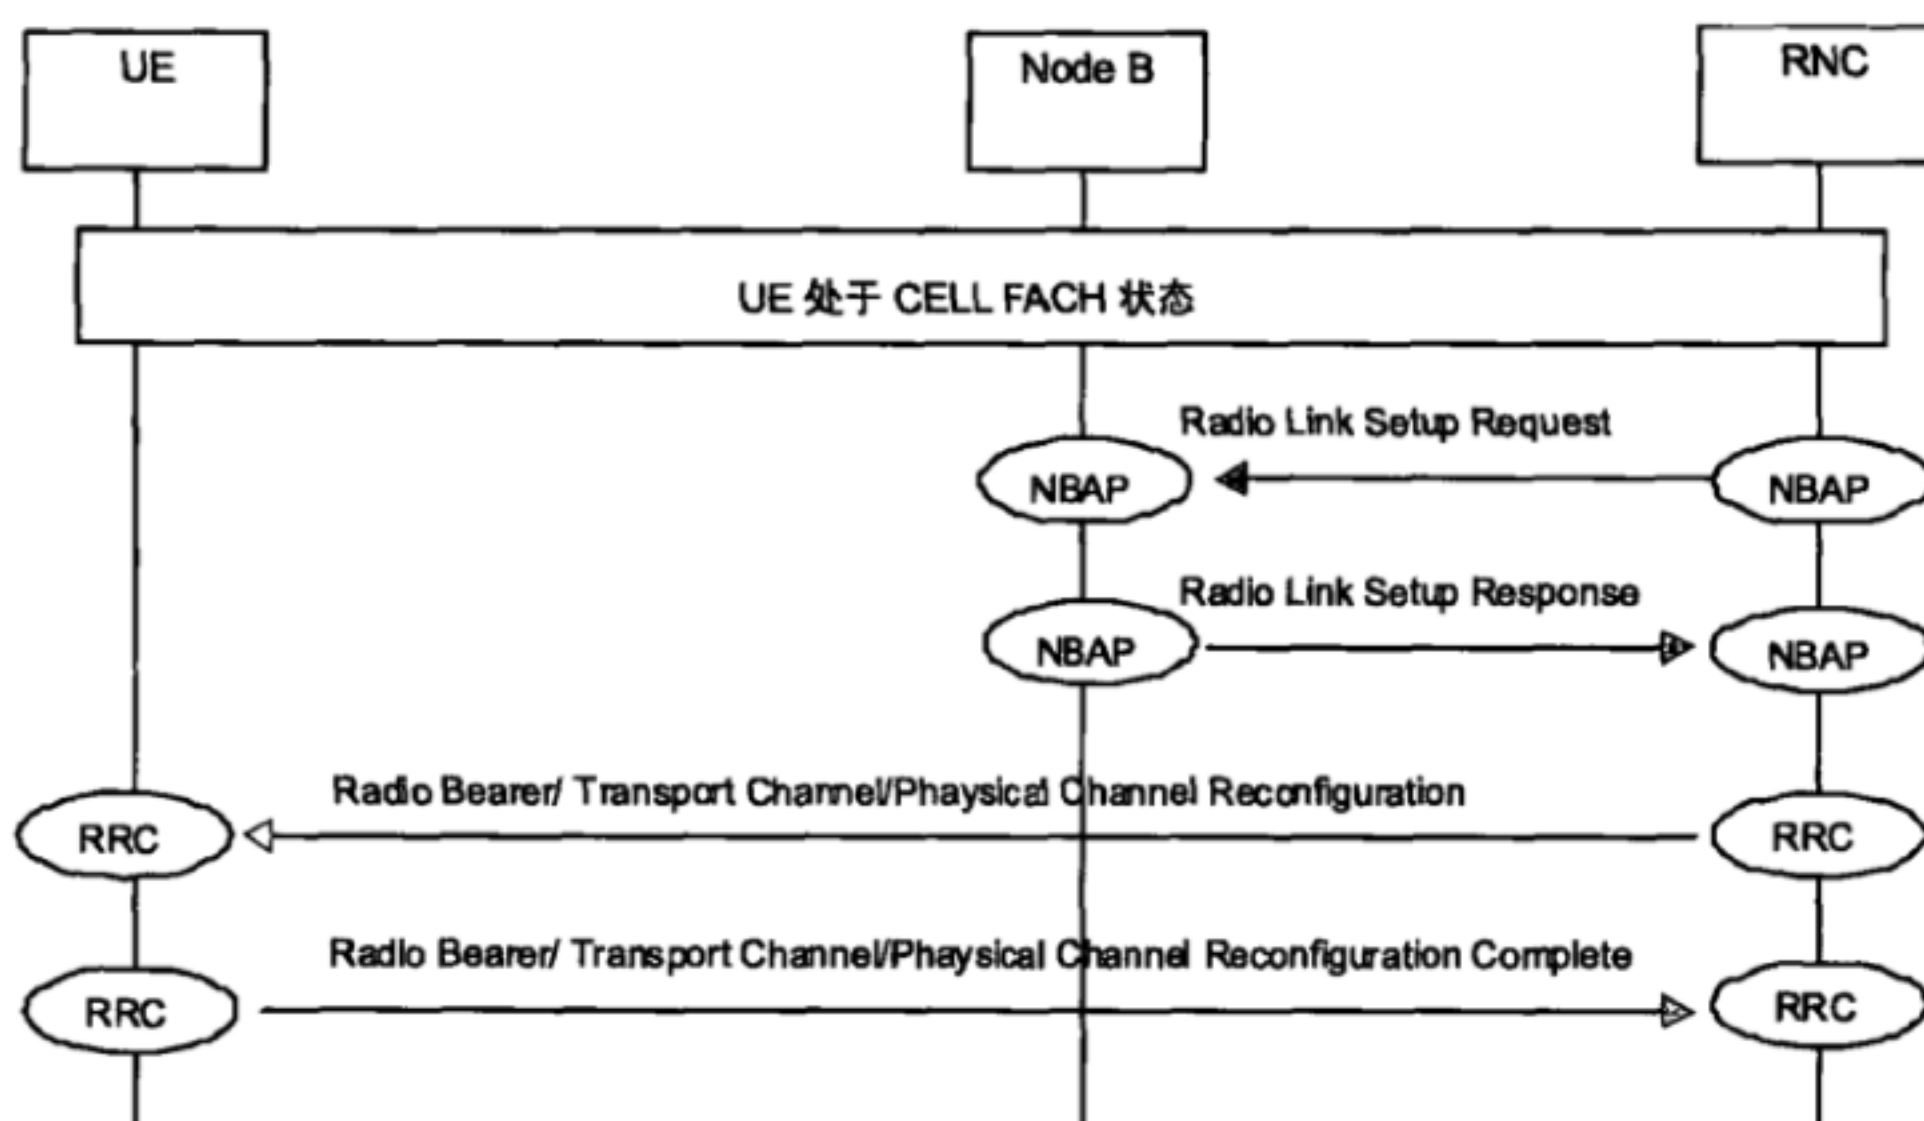 UE
Node B
RNC
UE 处于 CELL FACH 状态
Radio Link Setup Request
NBAP
NBAP
Radio Link Setup Response
NBAP
NBAP
Radio Bearer/ Transport Channel/Phaysical Channel Reconfiguration
RRC
RRC
Radio Bearer/ Transport Channel/Phaysical Channel Reconfiguration Complete
RRC
RRC